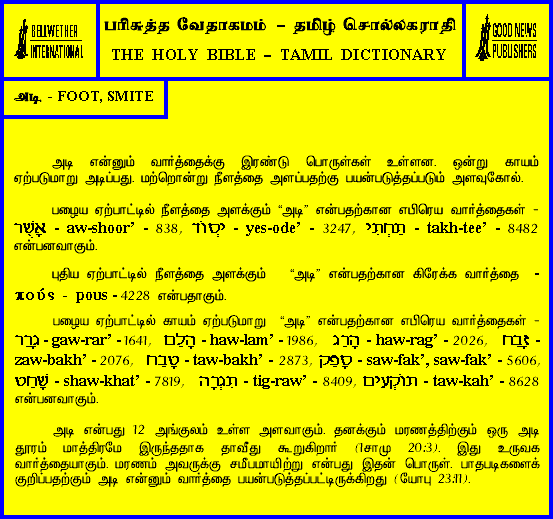 BELLWETHER
INTERNATIONAL
பரிசுத்த வேதாகமம் – தமிழ் சொல்லகராதி
THE HOLY BIBLE – TAMIL DICTIONARY
GOOD NEWS
PUBLISHERS
அடி. - FOOT, SMITE
அடி என்னும் வார்த்தைக்கு இரண்டு பொருள்கள் உள்ளன. ஒன்று காயம்
ஏற்படுமாறு அடிப்பது. மற்றொன்று நீளத்தை அளப்பதற்கு பயன்படுத்தப்படும் அளவுகோல்.
பழைய ஏற்பாட்டில் நீளத்தை அளக்கும் “அடி” என்பதற்கான எபிரெய வார்த்தைகள் -
אָשֻׁר - aw-shoor’ - 838, יְסוֹד - yes-ode’ - 3247, תַּחְתִּי - takh-tee’ - 8482
என்பனவாகும்.
புதிய ஏற்பாட்டில் நீளத்தை அளக்கும் “அடி” என்பதற்கான கிரேக்க வார்த்தை -
πούς - pous - 4228 என்பதாகும்.
பழைய ஏற்பாட்டில் காயம் ஏற்படுமாறு “அடி” என்பதற்கான எபிரெய வார்த்தைகள் -
גָּרַר - gaw-rar’ -1641, הָלַם - haw-lam’ -1986, הָרַג - haw-rag’ - 2026, זָבַח -
zaw-bakh’ - 2076, טָבַח - taw-bakh’ - 2873, סָפַק - saw-fak’, saw-fak’ - 5606,
שָׁחַט - shaw-khat’ - 7819, תִּגְרָה - tig-raw’ - 8409, תּוֹקְעִים - taw-kah’ - 8628
என்பனவாகும்.
அடி என்பது 12 அங்குலம் உள்ள அளவாகும். தனக்கும் மரணத்திற்கும் ஒரு அடி
தூரம் மாத்திரமே இருந்ததாக தாவீது கூறுகிறார் (1சாமு 20:3). இது உருவக
வார்த்தையாகும். மரணம் அவருக்கு சமீபமாயிற்று என்பது இதன் பொருள். பாதபடிகளைக்
குறிப்பதற்கும் அடி என்னும் வார்த்தை பயன்படுத்தப்பட்டிருக்கிறது (யோபு 23:11).